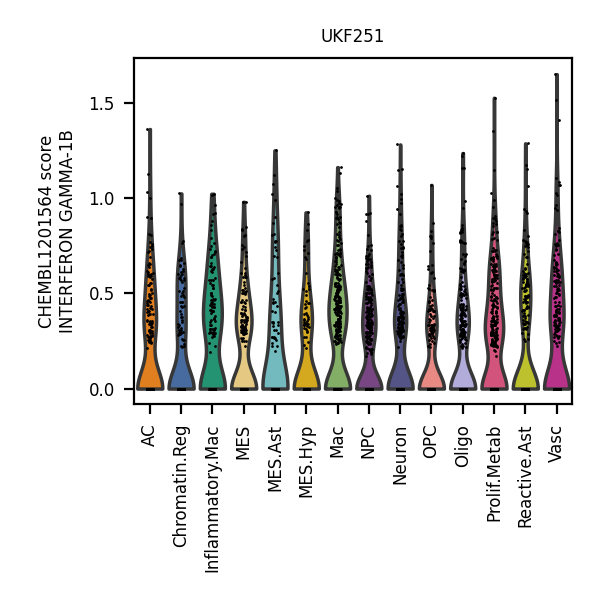 UKF251
CHEMBL1201564 score
INTERFERON GAMMA-1B
1.5
1.0
0.5
0.0
AC
Chromatin.Reg
Inflammatory.Mac
MES
MES.Ast
MES.Hyp
Mac
NPC
Neuron
OPC
Oligo
Prolif.Metab
Reactive.Ast
Vasc